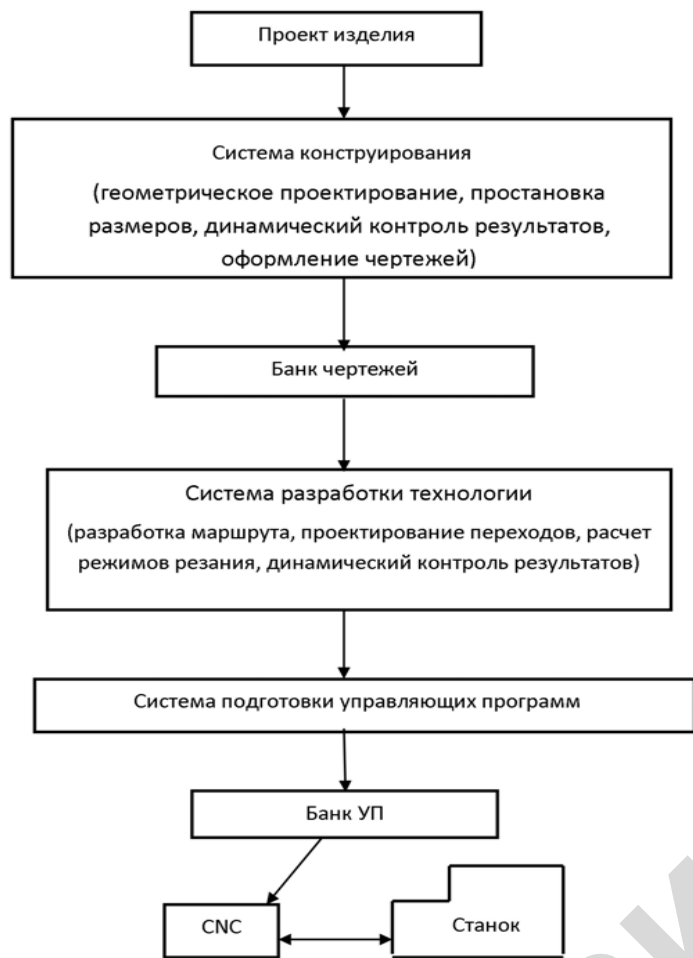 Проект изделия
Система конструирования
(геометрическое проектирование, простановка
размеров, динамический контроль результатов,
оформление чертежей)
Банк чертежей
Система разработки технологии
(разработка маршрута, проектирование переходов, расчет
режимов резания, динамический контроль результатов)
Система подготовки управляющих программ
Банк УП
CNC
Станок